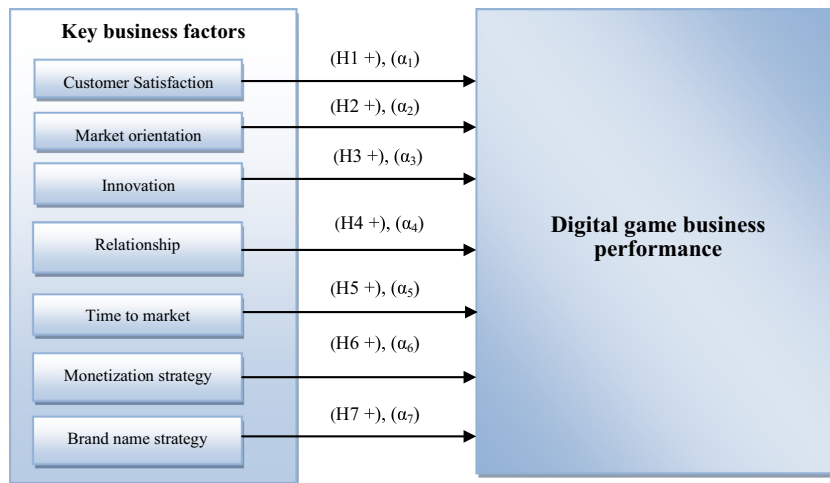 Key business factors
Customer Satisfaction
(H1 +), (α₁)
Market orientation
(H2 +), (α₂)
Innovation
(H3 +), (α₃)
Relationship
(H4 +), (α₄)
Time to market
(H5 +), (α₅)
Monetization strategy
(H6 +), (α₆)
Brand name strategy
(H7 +), (α₇)
Digital game business
performance